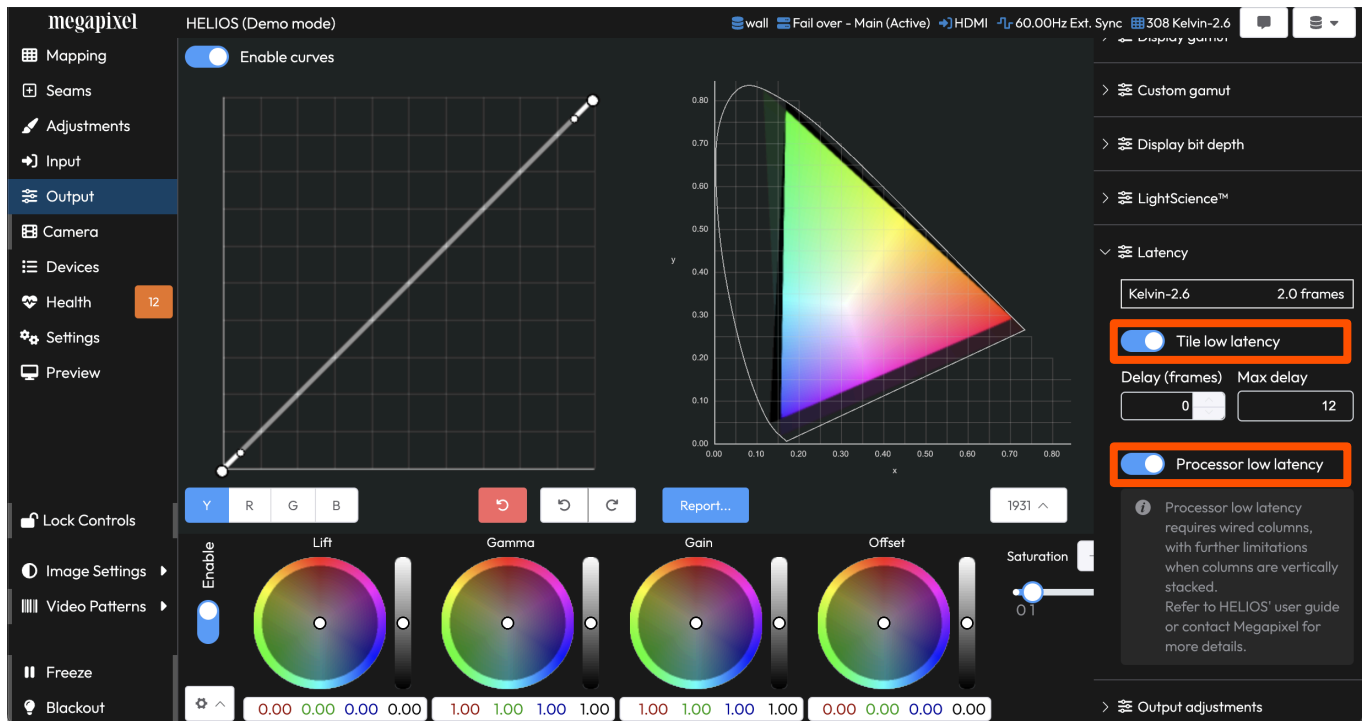 megapixel
HELIOS (Demo mode)
wall
Fail over - Main (Active)
HDMI
60.00Hz Ext. Sync
308 Kelvin-2.6
Mapping
Seams
Adjustments
Input
Output
Camera
Devices
Health
12
Settings
Preview
Lock Controls
Image Settings
Video Patterns
Freeze
Blackout
Enable curves
0.80
0.70
0.60
0.50
0.40
0.30
0.20
0.10
0.00
y
0.00 0.10 0.20 0.30 0.40 0.50 0.60 0.70 0.80
x
Y R G B
Report...
1931
Enable
Lift
Gamma
Gain
Offset
Saturation
0 1
0.00 0.00 0.00 0.00
1.00 1.00 1.00 1.00
1.00 1.00 1.00 1.00
0.00 0.00 0.00 0.00
Display gamut
Custom gamut
Display bit depth
LightScience™
Latency
Kelvin-2.6 2.0 frames
Tile low latency
Delay (frames) Max delay
0 12
Processor low latency
Processor low latency
requires wired columns,
with further limitations
when columns are vertically
stacked.
Refer to HELIOS' user guide
or contact Megapixel for
more details.
Output adjustments